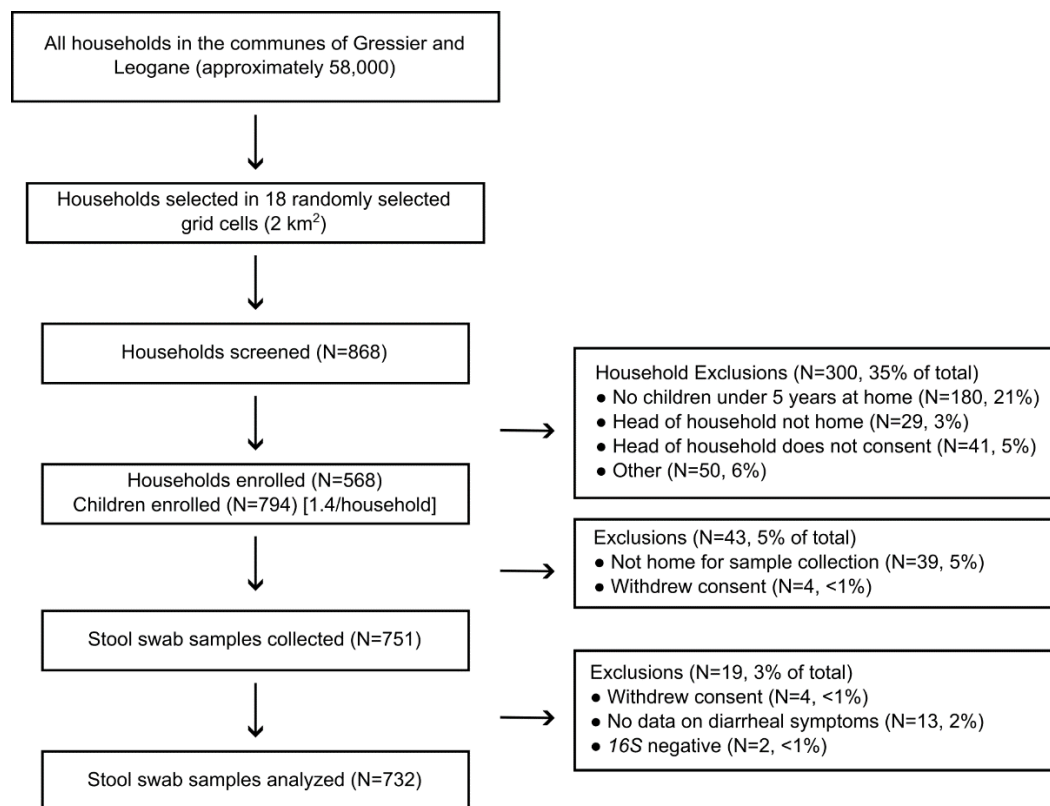 All households in the communes of Gressier and
Leogane (approximately 58,000)
Households selected in 18 randomly selected
grid cells (2 km²)
Households screened (N=868)
Household Exclusions (N=300, 35% of total)
● No children under 5 years at home (N=180, 21%)
● Head of household not home (N=29, 3%)
● Head of household does not consent (N=41, 5%)
● Other (N=50, 6%)
Households enrolled (N=568)
Children enrolled (N=794) [1.4/household]
Exclusions (N=43, 5% of total)
● Not home for sample collection (N=39, 5%)
● Withdrew consent (N=4, <1%)
Stool swab samples collected (N=751)
Exclusions (N=19, 3% of total)
● Withdrew consent (N=4, <1%)
● No data on diarrheal symptoms (N=13, 2%)
● 16S negative (N=2, <1%)
Stool swab samples analyzed (N=732)